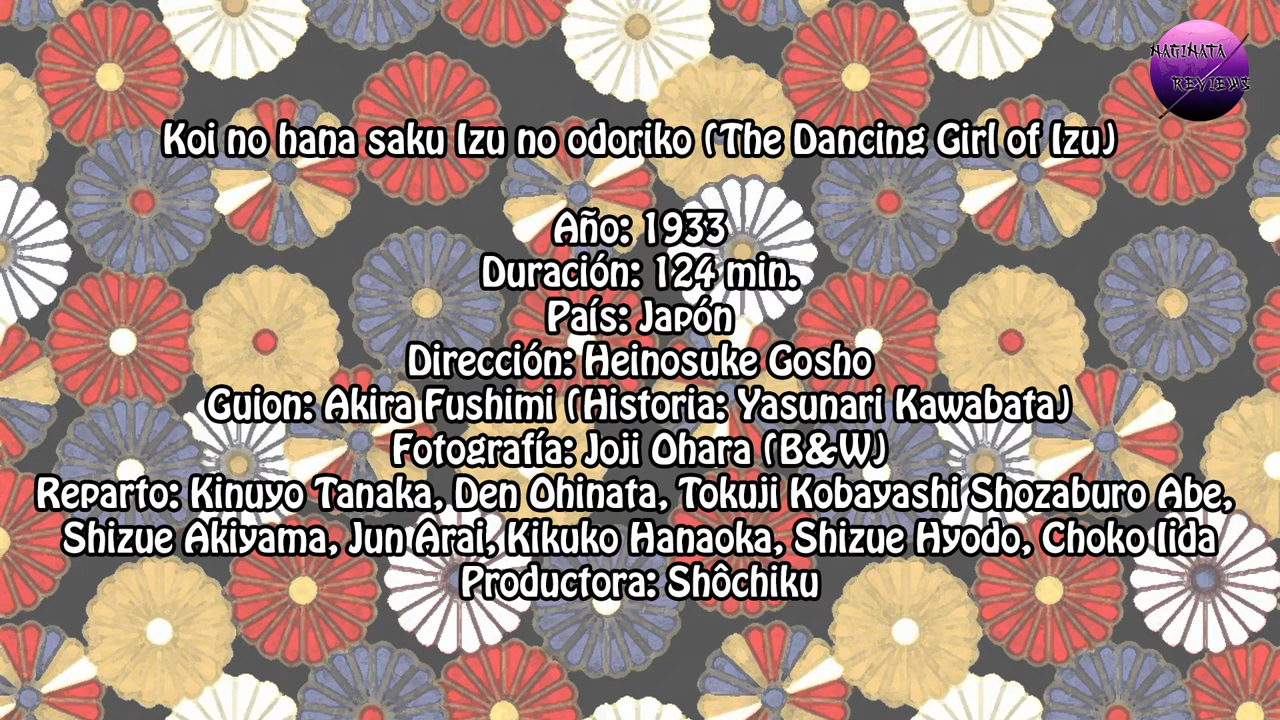 NAGINATA
REVIEWS
Koi no hana saku Izu no odoriko (The Dancing Girl of Izu)
Año: 1933
Duración: 124 min.
País: Japón
Dirección: Heinosuke Gosho
Guion: Akira Fushimi (Historia: Yasunari Kawabata)
Fotografía: Joji Ohara (B&W)
Reparto: Kinuyo Tanaka, Den Ohinata, Tokuji Kobayashi Shozaburo Abe,
Shizue Akiyama, Jun Arai, Kikuko Hanaoka, Shizue Hyodo, Choko Iida
Productora: Shôchiku